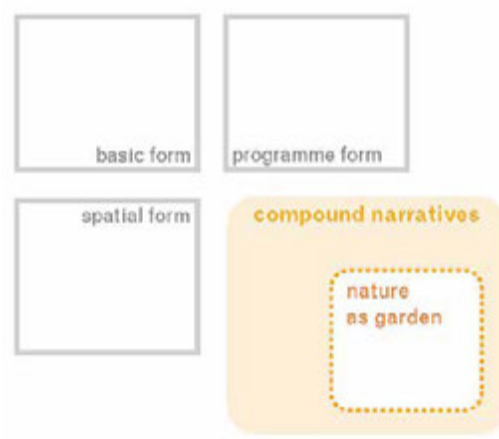 basic form
programme form
spatial form
compound narratives
nature
as garden